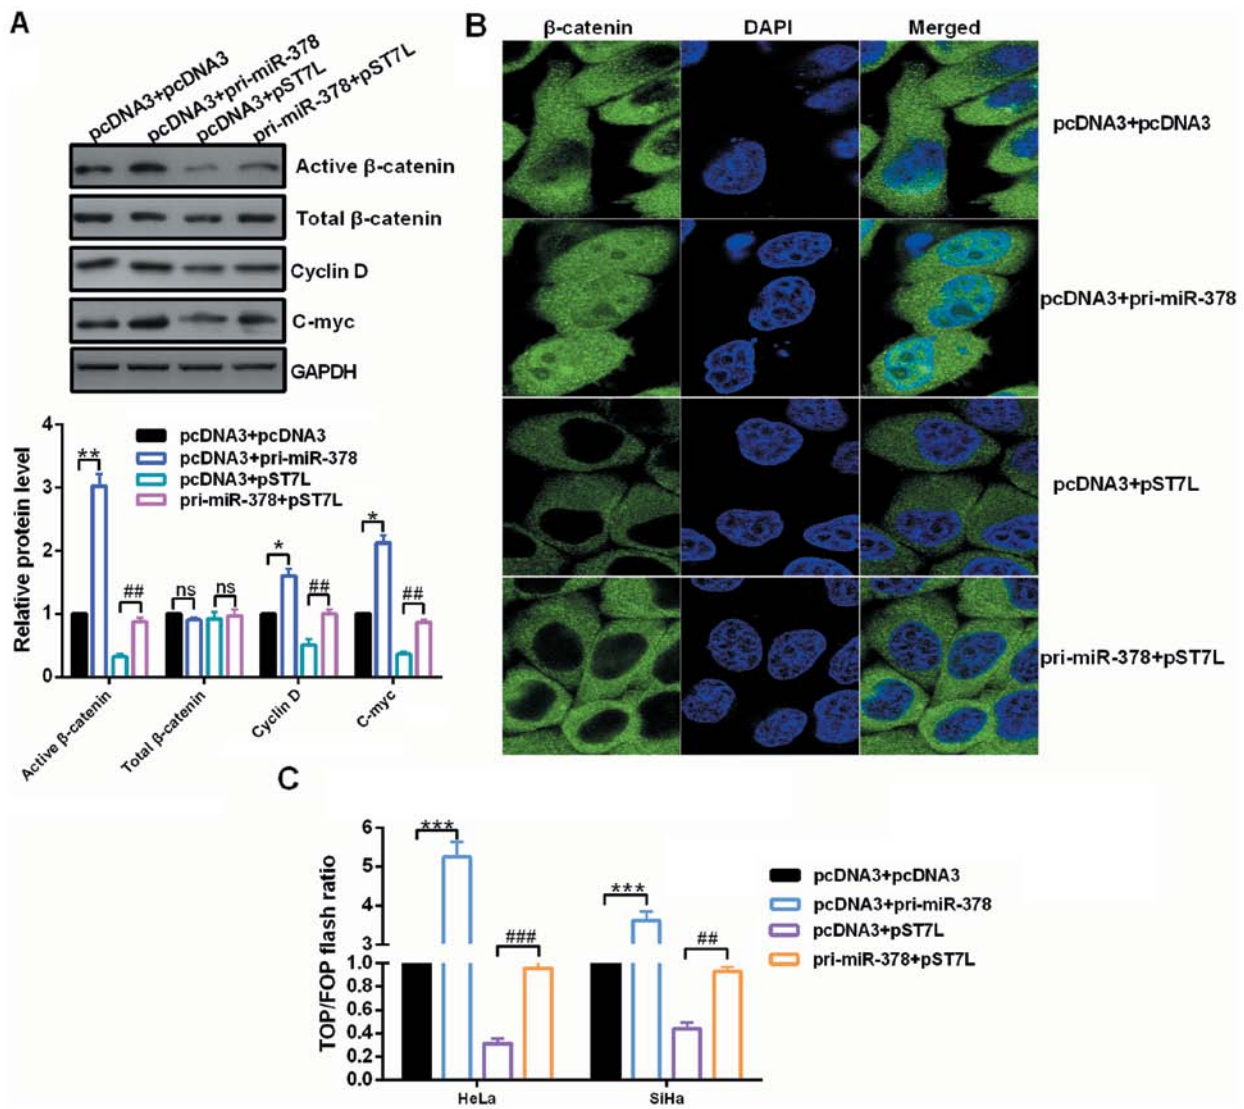 A
pcDNA3+pcDNA3
pcDNA3+pri-miR-378
pcDNA3+pST7L
pri-miR-378+pST7L
Active β-catenin
Total β-catenin
Cyclin D
C-myc
GAPDH
Relative protein level
4
3
2
1
0
pcDNA3+pcDNA3
pcDNA3+pri-miR-378
pcDNA3+pST7L
pri-miR-378+pST7L
**
##
ns
ns
*
##
*
##
Active β-catenin
Total β-catenin
Cyclin D
C-myc
B
β-catenin DAPI Merged
pcDNA3+pcDNA3
pcDNA3+pri-miR-378
pcDNA3+pST7L
pri-miR-378+pST7L
C
TOP/FOP flash ratio
6
5
4
3
1.0
0.8
0.6
0.4
0.2
0.0
***
###
***
##
HeLa
SiHa
pcDNA3+pcDNA3
pcDNA3+pri-miR-378
pcDNA3+pST7L
pri-miR-378+pST7L